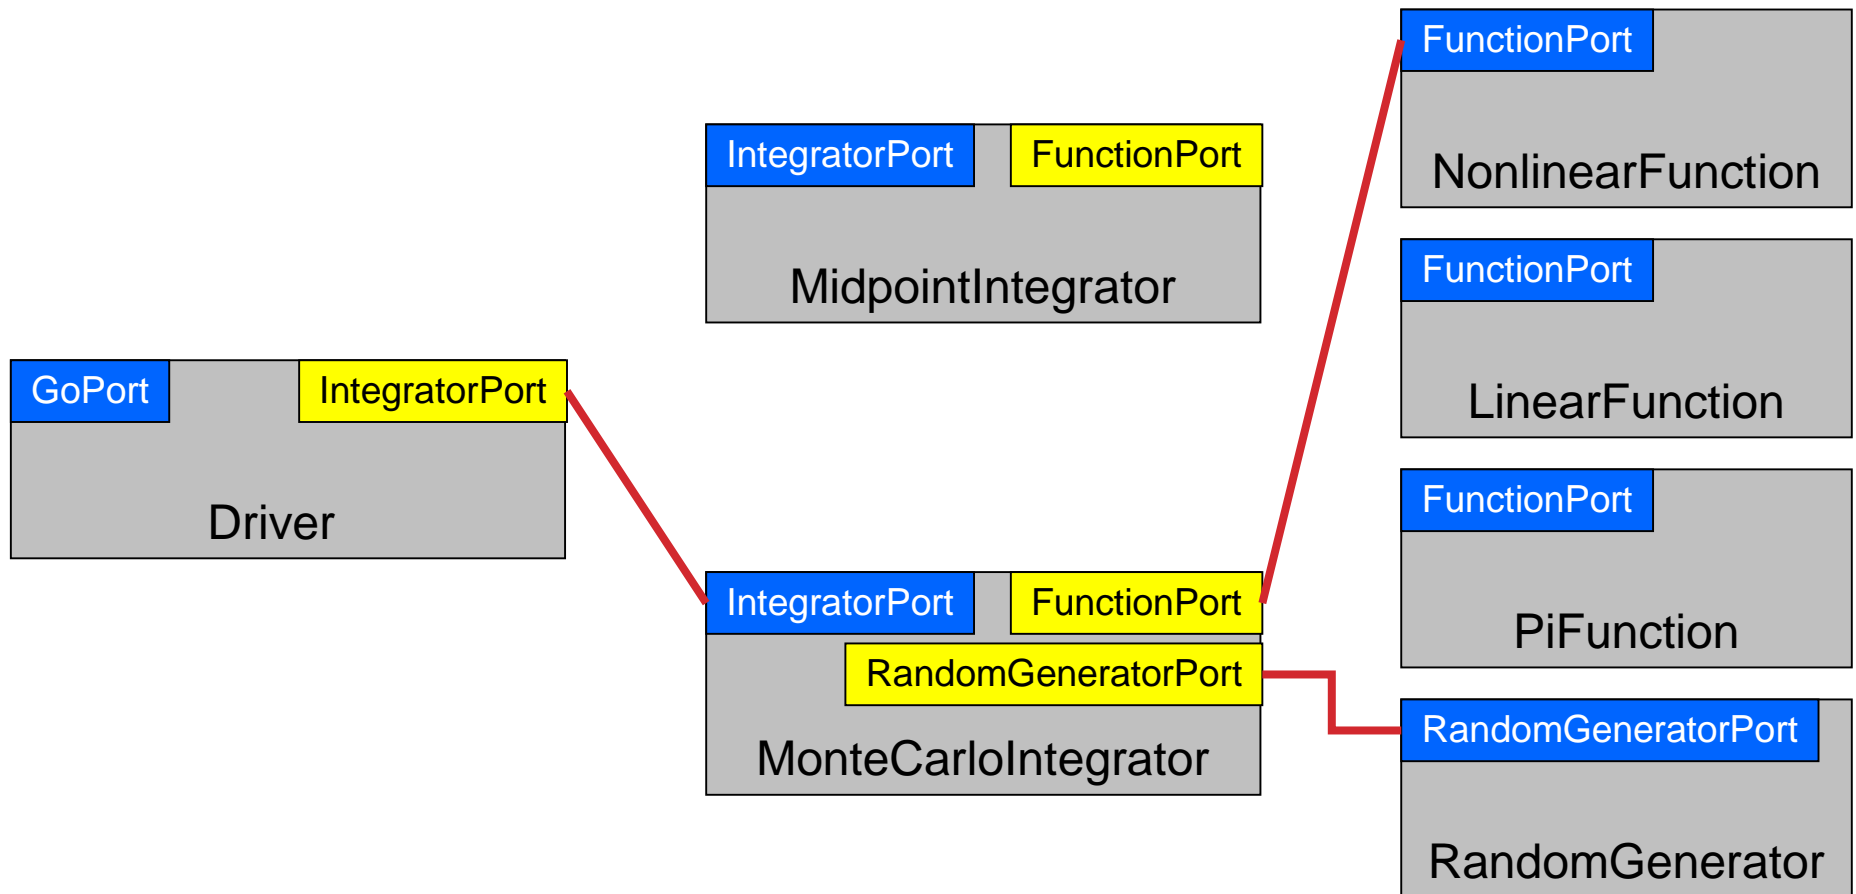 GoPort
IntegratorPort
Driver
IntegratorPort
FunctionPort
MidpointIntegrator
IntegratorPort
FunctionPort
RandomGeneratorPort
MonteCarloIntegrator
FunctionPort
NonlinearFunction
FunctionPort
LinearFunction
FunctionPort
PiFunction
RandomGeneratorPort
RandomGenerator